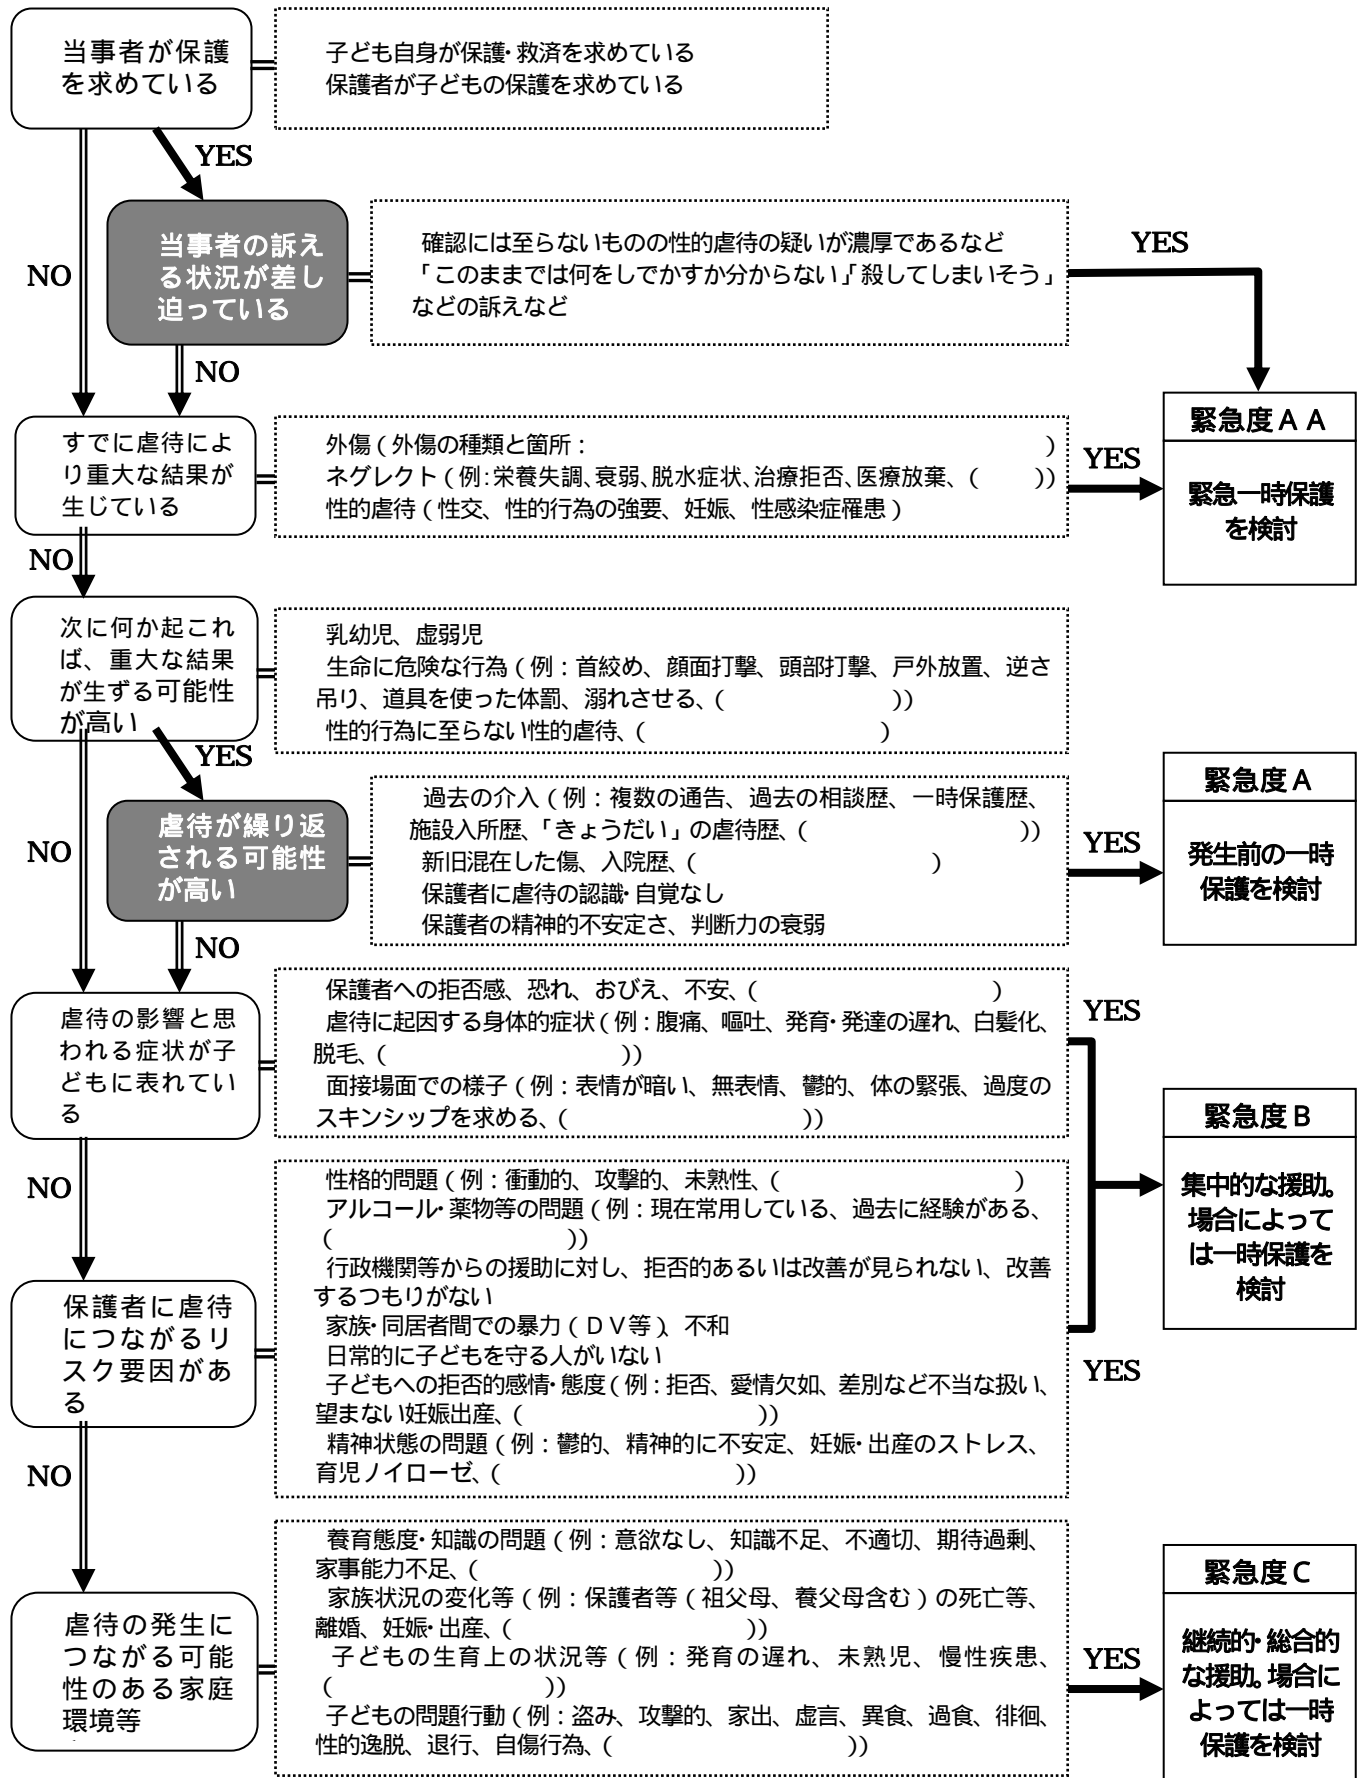 当事者が保護
を求めている
子ども自身が保護・救済を求めている
保護者が子どもの保護を求めている
YES
NO
当事者の訴え
る状況が差し
迫っている
確認には至らないものの性的虐待の疑いが濃厚であるなど
「このままでは何をしでかすか分からない」「殺してしまいそう」
などの訴えなど
YES
NO
緊急度ＡＡ
緊急一時保護
を検討
すでに虐待によ
り重大な結果が
生じている
外傷（外傷の種類と箇所：　　　　　　　　　　　　　　　　　　　　）
ネグレクト（例：栄養失調、衰弱、脱水症状、治療拒否、医療放棄、（　　））
性的虐待（性交、性的行為の強要、妊娠、性感染症罹患）
YES
NO
次に何か起これ
ば、重大な結果
が生ずる可能性
が高い
乳幼児、虚弱児
生命に危険な行為（例：首絞め、顔面打撃、頭部打撃、戸外放置、逆さ
吊り、道具を使った体罰、溺れさせる、（　　　　　　　））
性的行為に至らない性的虐待、（　　　　　　　　　　）
YES
NO
虐待が繰り返
される可能性
が高い
過去の介入（例：複数の通告、過去の相談歴、一時保護歴、
施設入所歴、「きょうだい」の虐待歴、（　　　　　　　　　））
新旧混在した傷、入院歴、（　　　　　　　　　　）
保護者に虐待の認識・自覚なし
保護者の精神的不安定さ、判断力の衰弱
YES
NO
緊急度Ａ
発生前の一時
保護を検討
虐待の影響と思
われる症状が子
どもに表れてい
る
保護者への拒否感、恐れ、おびえ、不安、（　　　　　　　　　　）
虐待に起因する身体的症状（例：腹痛、嘔吐、発育・発達の遅れ、白髪化、
脱毛、（　　　　　　　　　　））
面接場面での様子（例：表情が暗い、無表情、鬱的、体の緊張、過度の
スキンシップを求める、（　　　　　　　　　　））
YES
NO
緊急度Ｂ
集中的な援助。
場合によって
は一時保護を
検討
保護者に虐待
につながるリ
スク要因があ
る
性格的問題（例：衝動的、攻撃的、未熟性、（　　　　　　　　　　）
アルコール・薬物等の問題（例：現在常用している、過去に経験がある、
（　　　　　　　　　　））
行政機関等からの援助に対し、拒否的あるいは改善が見られない、改善
するつもりがない
家族・同居者間での暴力（ＤＶ等）、不和
日常的に子どもを守る人がいない
子どもへの拒否的感情・態度（例：拒否、愛情欠如、差別など不当な扱い、
望まない妊娠出産、（　　　　　　　　　　））
精神状態の問題（例：鬱的、精神的に不安定、妊娠・出産のストレス、
育児ノイローゼ、（　　　　　　　　　　））
YES
NO
虐待の発生に
つながる可能
性のある家庭
環境等
養育態度・知識の問題（例：意欲なし、知識不足、不適切、期待過剰、
家事能力不足、（　　　　　　　　　　））
家族状況の変化等（例：保護者等（祖父母、養父母含む）の死亡等、
離婚、妊娠・出産、（　　　　　　　　　　））
子どもの生育上の状況等（例：発育の遅れ、未熟児、慢性疾患、
（　　　　　　　　　））
子どもの問題行動（例：盗み、攻撃的、家出、虚言、異食、過食、徘徊、
性的逸脱、退行、自傷行為、（　　　　　　　　　　））
YES
緊急度Ｃ
継続的・総合的
な援助。場合に
よっては一時
保護を検討